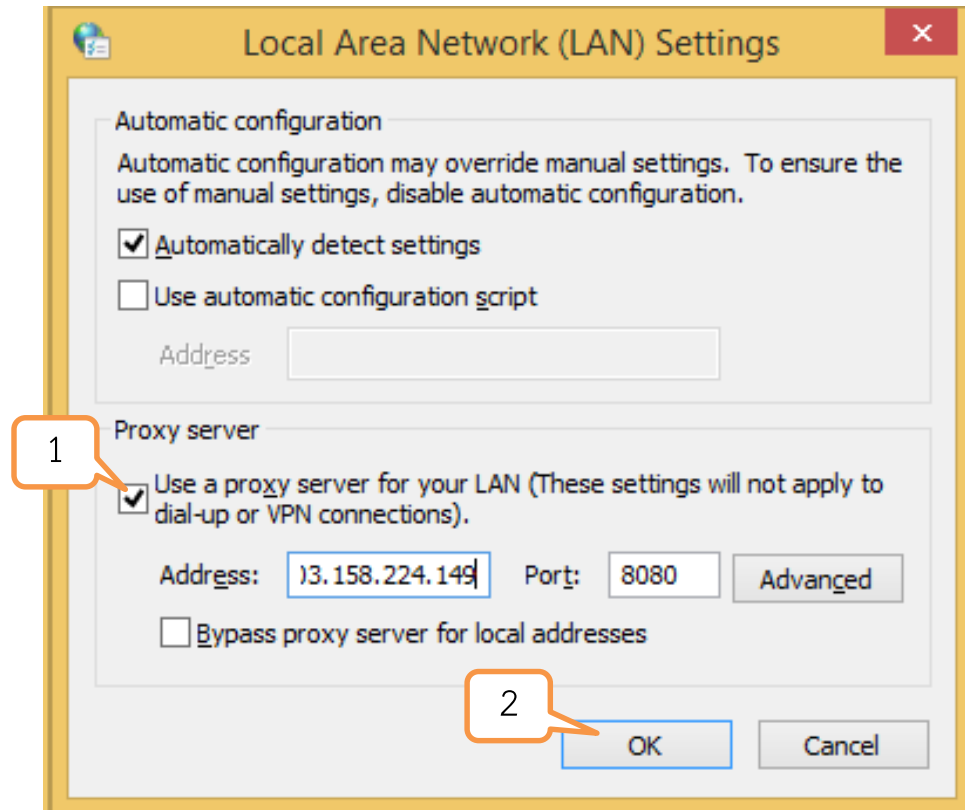 Local Area Network (LAN) Settings
Automatic configuration
Automatic configuration may override manual settings. To ensure the
use of manual settings, disable automatic configuration.
Automatically detect settings
Use automatic configuration script
Address
Proxy server
1
Use a proxy server for your LAN (These settings will not apply to
dial-up or VPN connections).
Address: 03.158.224.149 Port: 8080 Advanced
Bypass proxy server for local addresses
2
OK Cancel